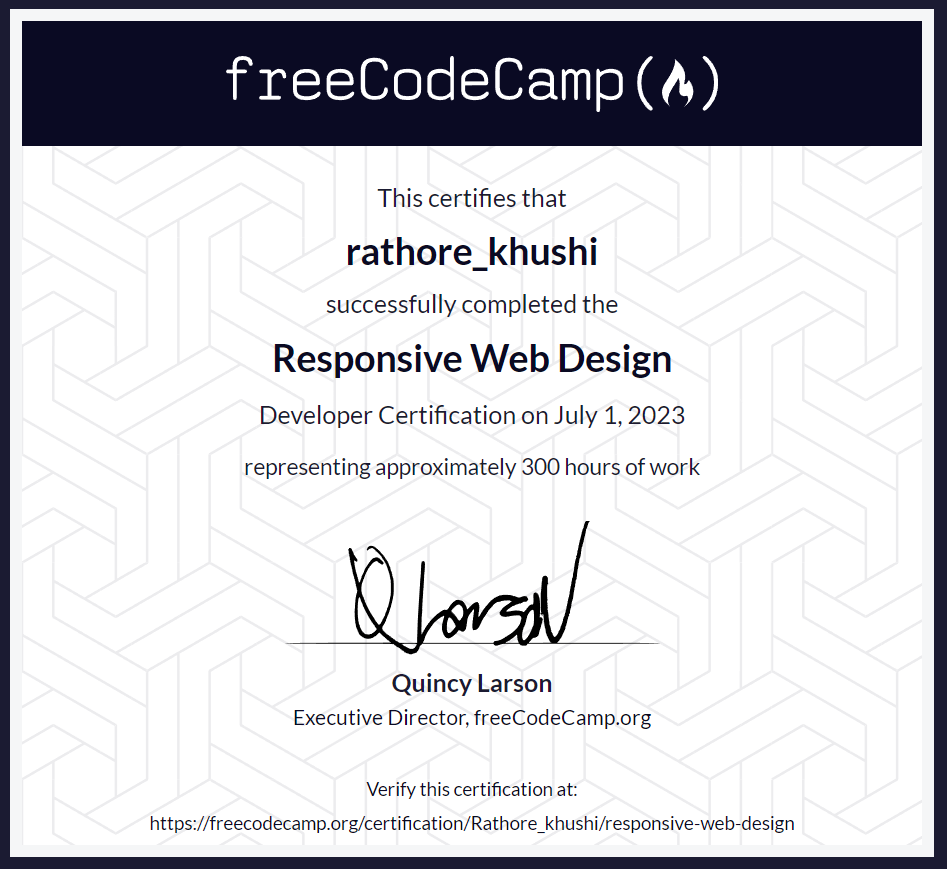 freeCodeCamp(🔥)
This certifies that
rathore_khushi
successfully completed the
Responsive Web Design
Developer Certification on July 1, 2023
representing approximately 300 hours of work
Q Larson
Quincy Larson
Executive Director, freeCodeCamp.org
Verify this certification at:
https://freecodecamp.org/certification/Rathore_khushi/responsive-web-design